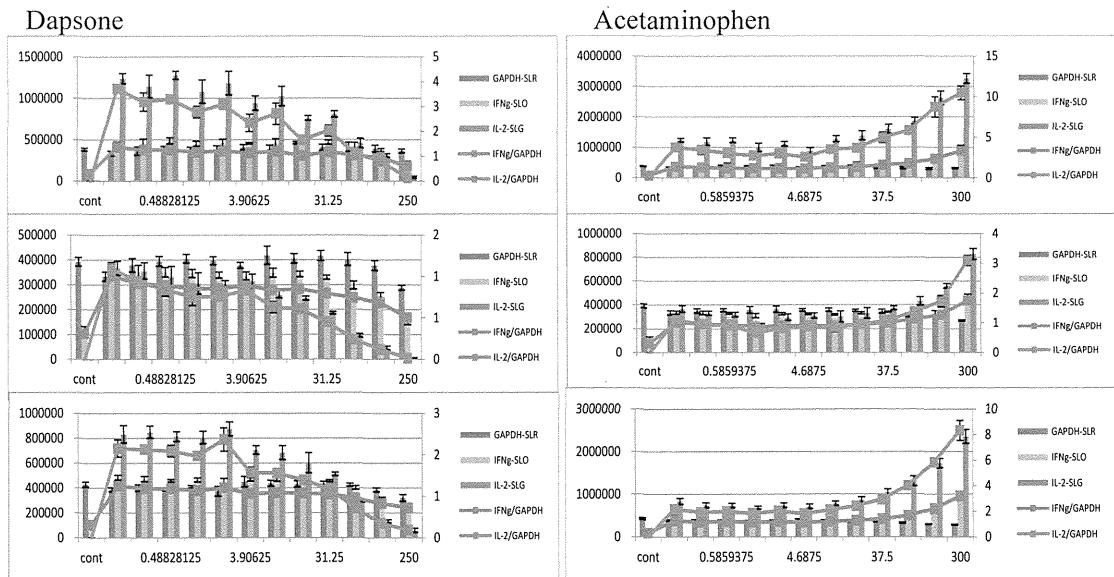 Dapsone
Acetaminophen
1500000
1000000
500000
0
5
4
3
2
1
0
cont 0.48828125 3.90625 31.25 250
GAPDH-SLR
IFNg-SLO
IL-2-SLG
IFNg/GAPDH
IL-2/GAPDH
4000000
3000000
2000000
1000000
0
15
10
5
0
cont 0.5859375 4.6875 37.5 300
GAPDH-SLR
IFNg-SLO
IL-2-SLG
IFNg/GAPDH
IL-2/GAPDH
500000
400000
300000
200000
100000
0
2
1
1
0
cont 0.48828125 3.90625 31.25 250
GAPDH-SLR
IFNg-SLO
IL-2-SLG
IFNg/GAPDH
IL-2/GAPDH
1000000
800000
600000
400000
200000
0
4
3
2
1
0
cont 0.5859375 4.6875 37.5 300
GAPDH-SLR
IFNg-SLO
IL-2-SLG
IFNg/GAPDH
IL-2/GAPDH
1000000
800000
600000
400000
200000
0
3
2
1
0
cont 0.48828125 3.90625 31.25 250
GAPDH-SLR
IFNg-SLO
IL-2-SLG
IFNg/GAPDH
IL-2/GAPDH
3000000
2000000
1000000
0
10
8
6
4
2
0
cont 0.5859375 4.6875 37.5 300
GAPDH-SLR
IFNg-SLO
IL-2-SLG
IFNg/GAPDH
IL-2/GAPDH